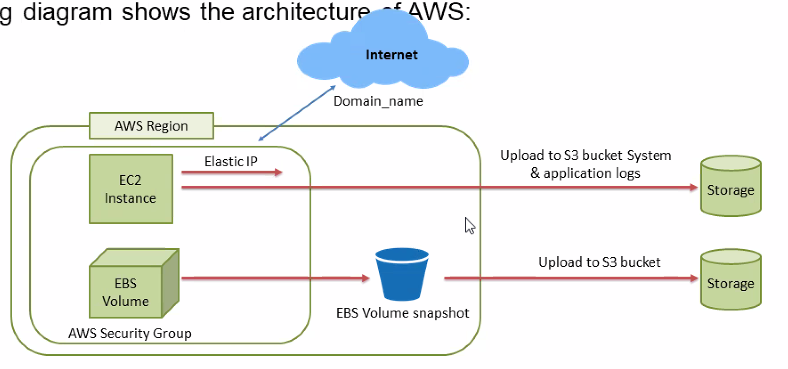 g diagram shows the architecture of AWS:
Internet
Domain_name
AWS Region
Elastic IP
EC2
Instance
Upload to S3 bucket System
& application logs
Storage
EBS
Volume
EBS Volume snapshot
Upload to S3 bucket
Storage
AWS Security Group